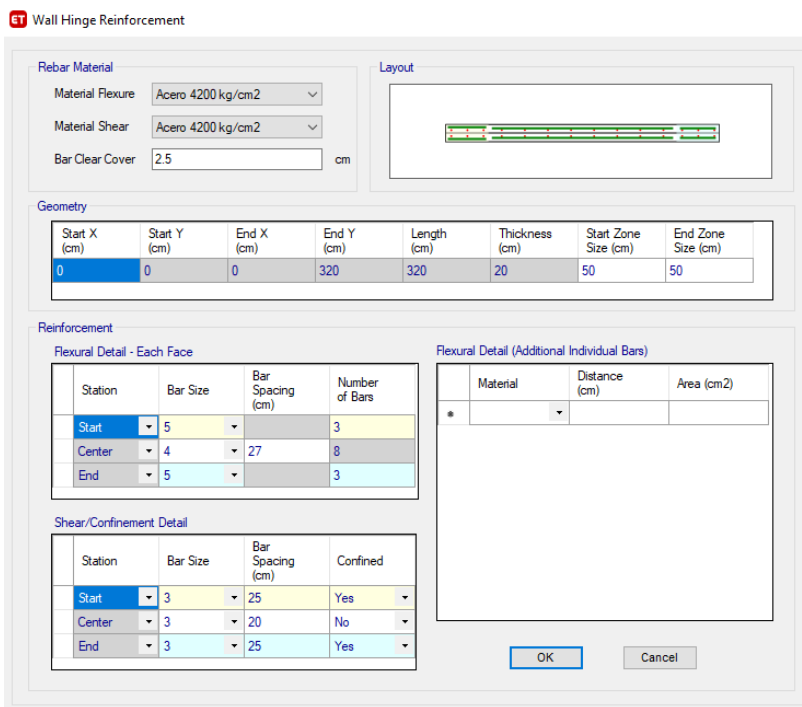 ET Wall Hinge Reinforcement
Rebar Material
Material Flexure Acero 4200 kg/cm2
Material Shear Acero 4200 kg/cm2
Bar Clear Cover 2.5 cm
Layout
Geometry
Start X (cm) Start Y (cm) End X (cm) End Y (cm) Length (cm) Thickness (cm) Start Zone Size (cm) End Zone Size (cm)
0 0 0 320 320 20 50 50
Reinforcement
Flexural Detail - Each Face
Station Bar Size Bar Spacing (cm) Number of Bars
Start 5 3
Center 4 27 8
End 5 3
Shear/Confinement Detail
Station Bar Size Bar Spacing (cm) Confined
Start 3 25 Yes
Center 3 20 No
End 3 25 Yes
Flexural Detail (Additional Individual Bars)
Material Distance (cm) Area (cm2)
*
OK Cancel